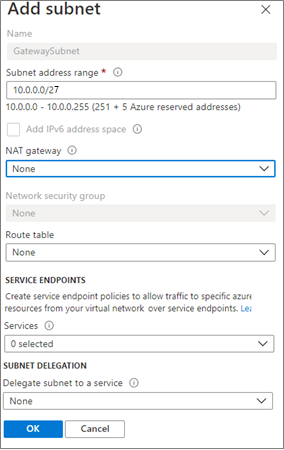 Add subnet
Name
GatewaySubnet
Subnet address range *
10.0.0.0/27
10.0.0.0 - 10.0.0.255 (251 + 5 Azure reserved addresses)
Add IPv6 address space
NAT gateway
None
Network security group
None
Route table
None
SERVICE ENDPOINTS
Create service endpoint policies to allow traffic to specific azure
resources from your virtual network over service endpoints. Lea
Services
0 selected
SUBNET DELEGATION
Delegate subnet to a service
None
OK Cancel